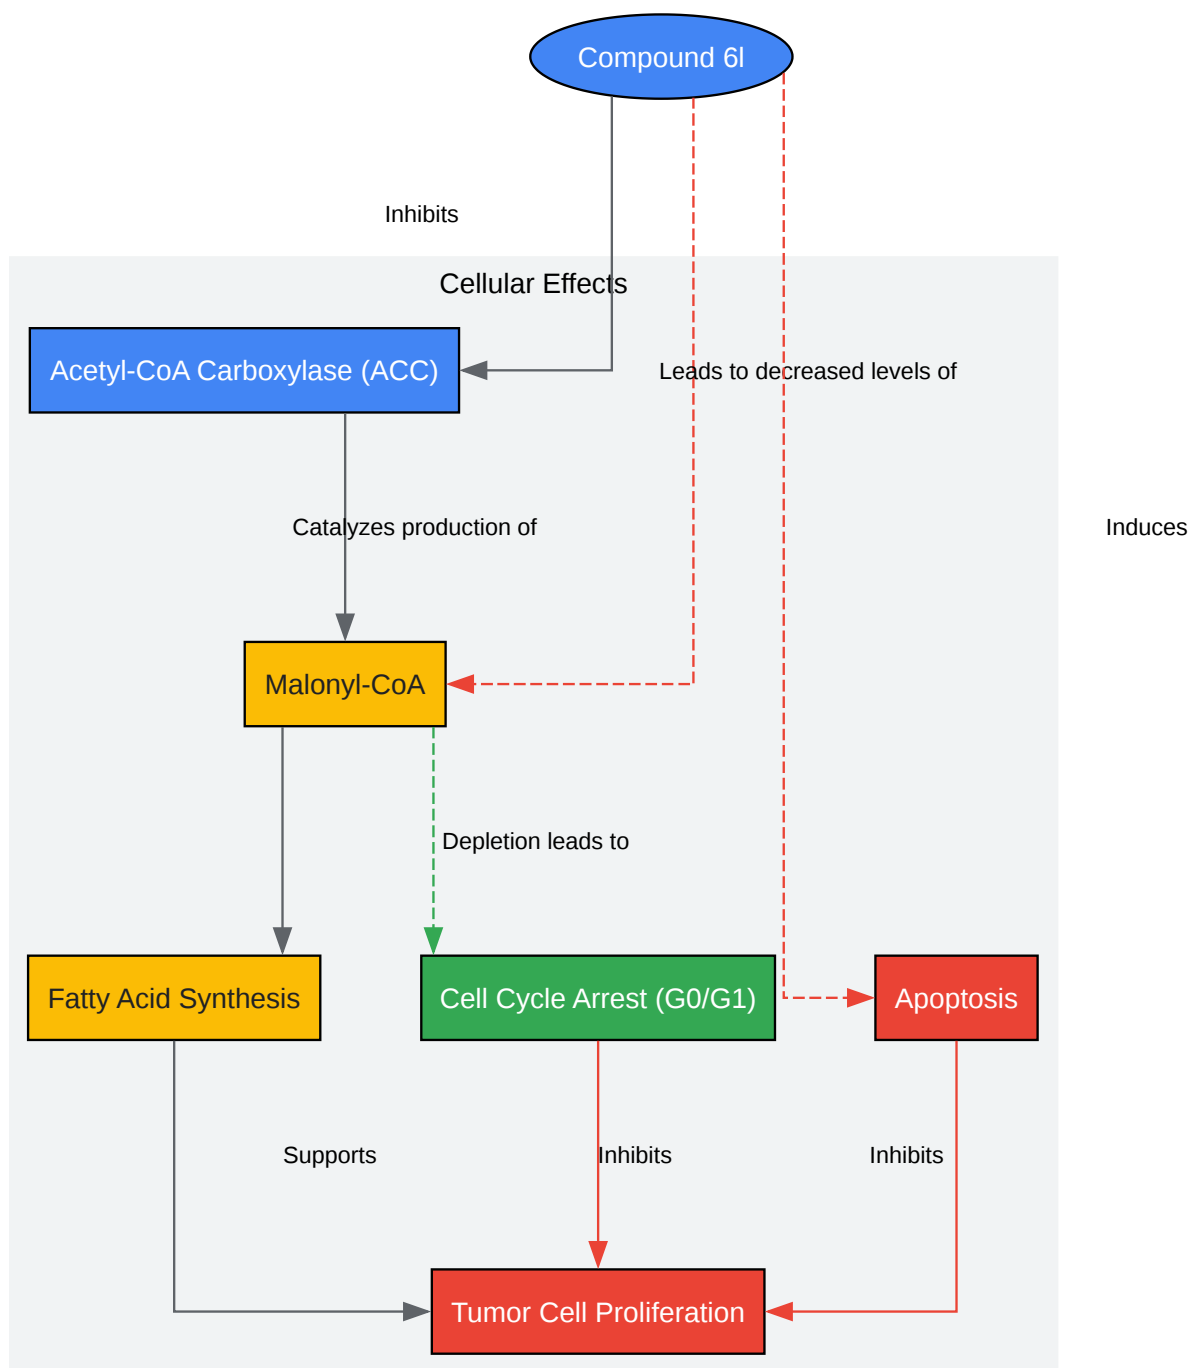 Compound 6l
Inhibits
Cellular Effects
Acetyl-CoA Carboxylase (ACC)
Leads to decreased levels of
Catalyzes production of
Induces
Malonyl-CoA
Depletion leads to
Fatty Acid Synthesis
Cell Cycle Arrest (G0/G1)
Apoptosis
Supports
Inhibits
Inhibits
Tumor Cell Proliferation